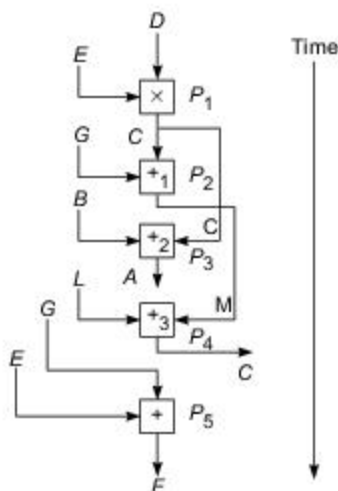 D
E
Time
× P₁
C
G
+₁ P₂
B
C
+₂
P₃
A
L
M
G
+₃
P₄
C
E
+ P₅
F